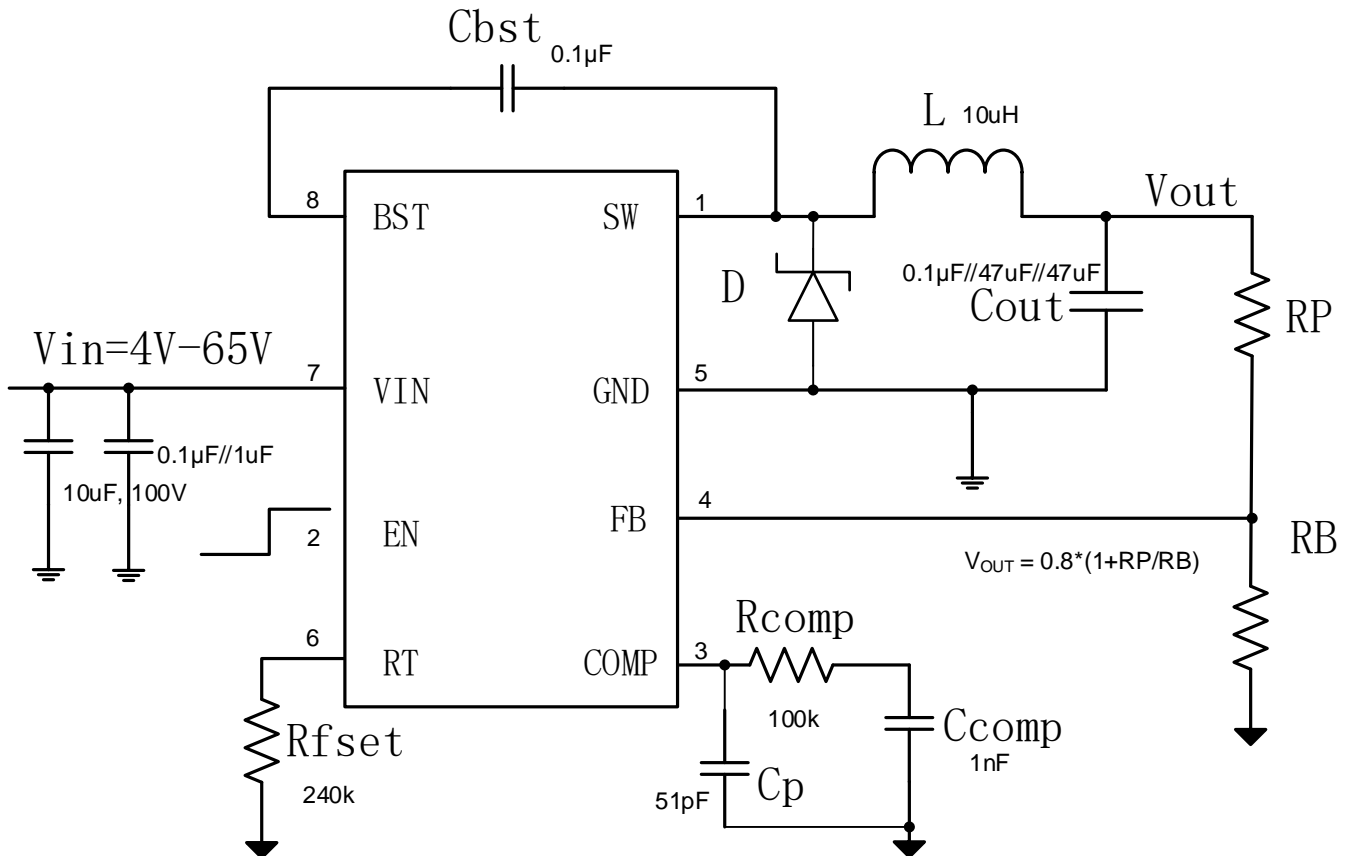 Cbst
0.1µF
L 10uH
8
BST
SW
1
Vout
D
0.1µF//47uF//47uF
Cout
RP
Vin=4V-65V
7
VIN
GND
5
0.1µF//1uF
10uF, 100V
2
EN
FB
4
RB
VOUT = 0.8*(1+RP/RB)
6
RT
COMP
3
Rcomp
100k
Rfset
240k
Ccomp
1nF
51pF
Cp